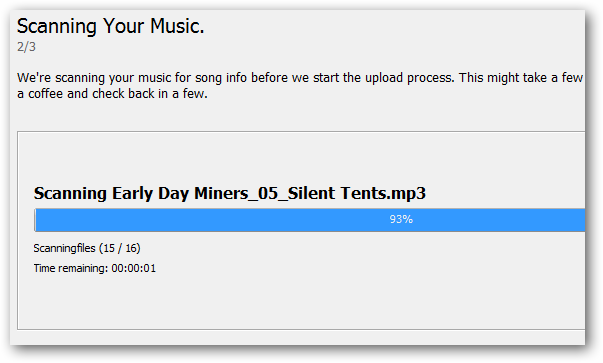 Scanning Your Music.
2/3
We're scanning your music for song info before we start the upload process. This might take a few
a coffee and check back in a few.
Scanning Early Day Miners_05_Silent Tents.mp3
93%
Scanningfiles (15 / 16)
Time remaining: 00:00:01